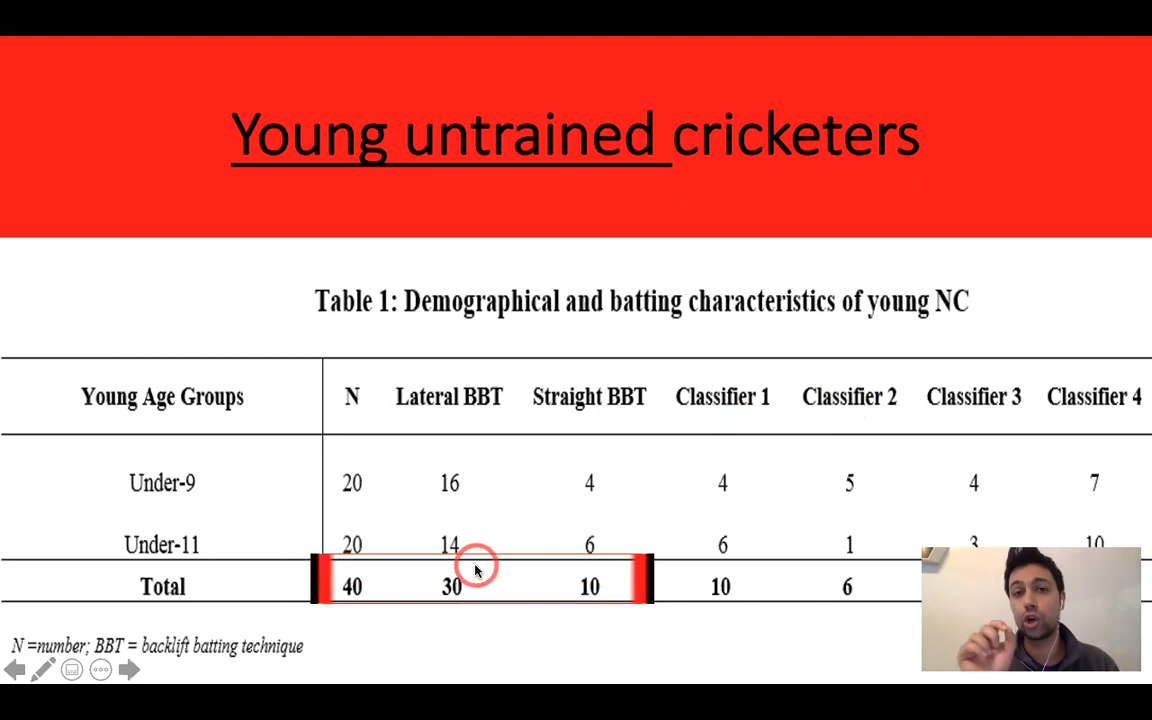 Young untrained cricketers
Table 1: Demographical and batting characteristics of young NC
Young Age Groups N Lateral BBT Straight BBT Classifier 1 Classifier 2 Classifier 3 Classifier 4
Under-9 20 16 4 4 5 4 7
Under-11 20 14 6 6 1 3 10
Total 40 30 10 10 6
N =number; BBT = backlift batting technique